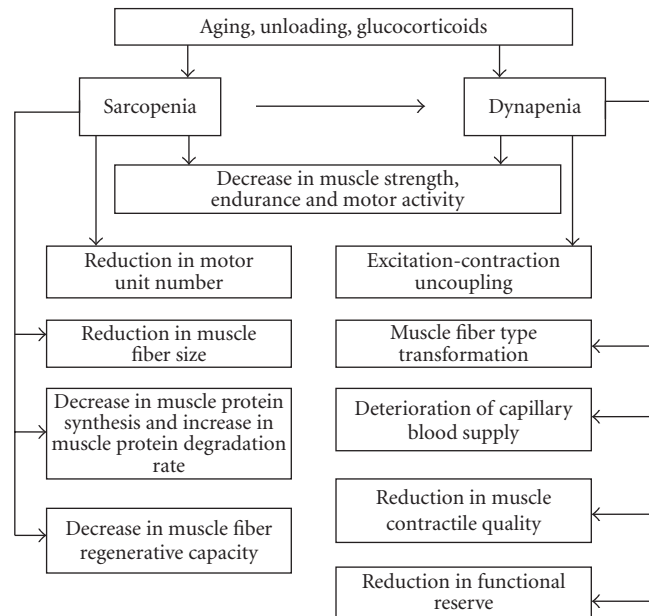 Aging, unloading, glucocorticoids
Sarcopenia
Dynapenia
Decrease in muscle strength,
endurance and motor activity
Reduction in motor
unit number
Excitation-contraction
uncoupling
Reduction in muscle
fiber size
Muscle fiber type
transformation
Decrease in muscle protein
synthesis and increase in
muscle protein degradation
rate
Deterioration of capillary
blood supply
Decrease in muscle fiber
regenerative capacity
Reduction in muscle
contractile quality
Reduction in functional
reserve